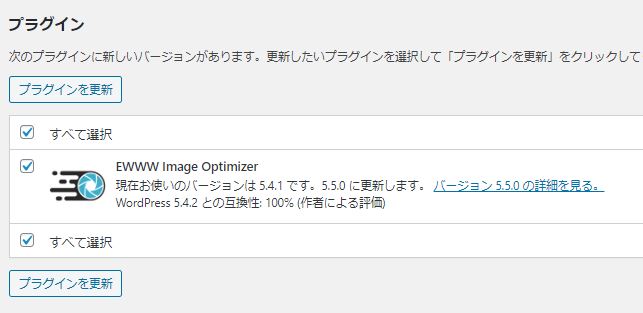 プラグイン
次のプラグインに新しいバージョンがあります。更新したいプラグインを選択して「プラグインを更新」をクリックして
プラグインを更新
すべて選択
EWWW Image Optimizer
現在お使いのバージョンは 5.4.1 です。5.5.0 に更新します。 バージョン 5.5.0 の詳細を見る。
WordPress 5.4.2 との互換性: 100% (作者による評価)
すべて選択
プラグインを更新